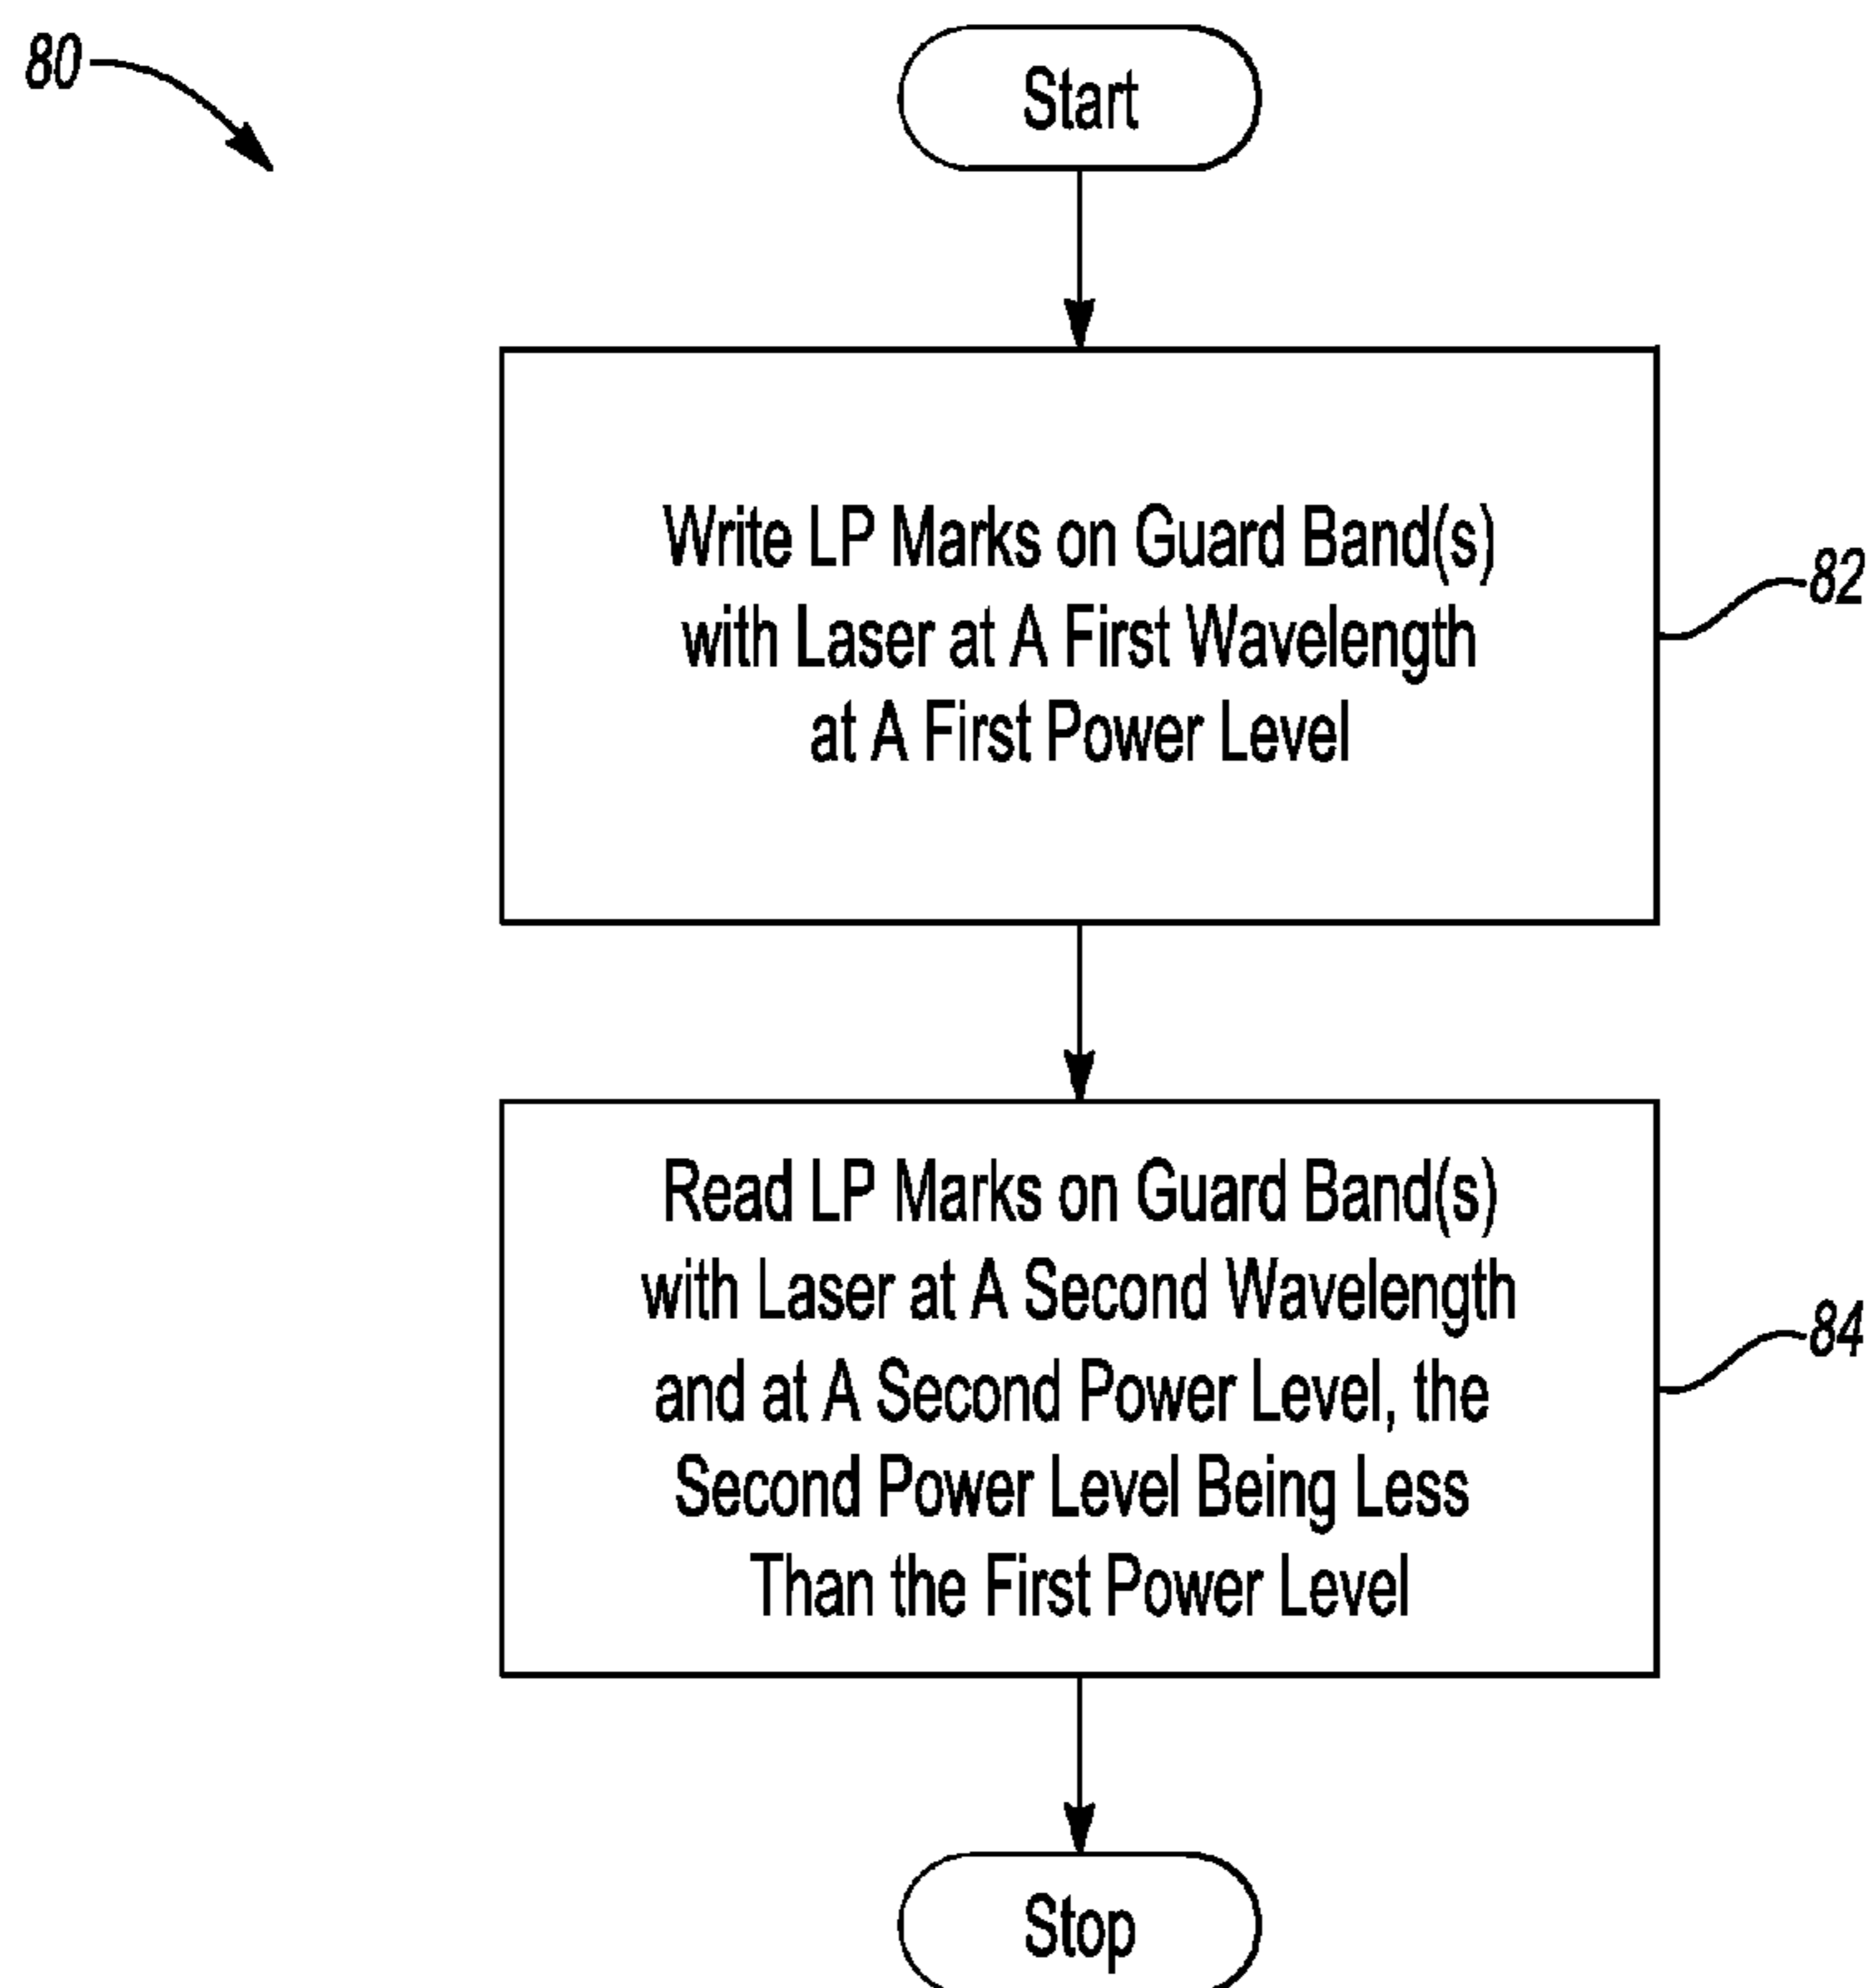 80
Start
Write LP Marks on Guard Band(s)
with Laser at A First Wavelength
at A First Power Level
82
Read LP Marks on Guard Band(s)
with Laser at A Second Wavelength
and at A Second Power Level, the
Second Power Level Being Less
Than the First Power Level
84
Stop